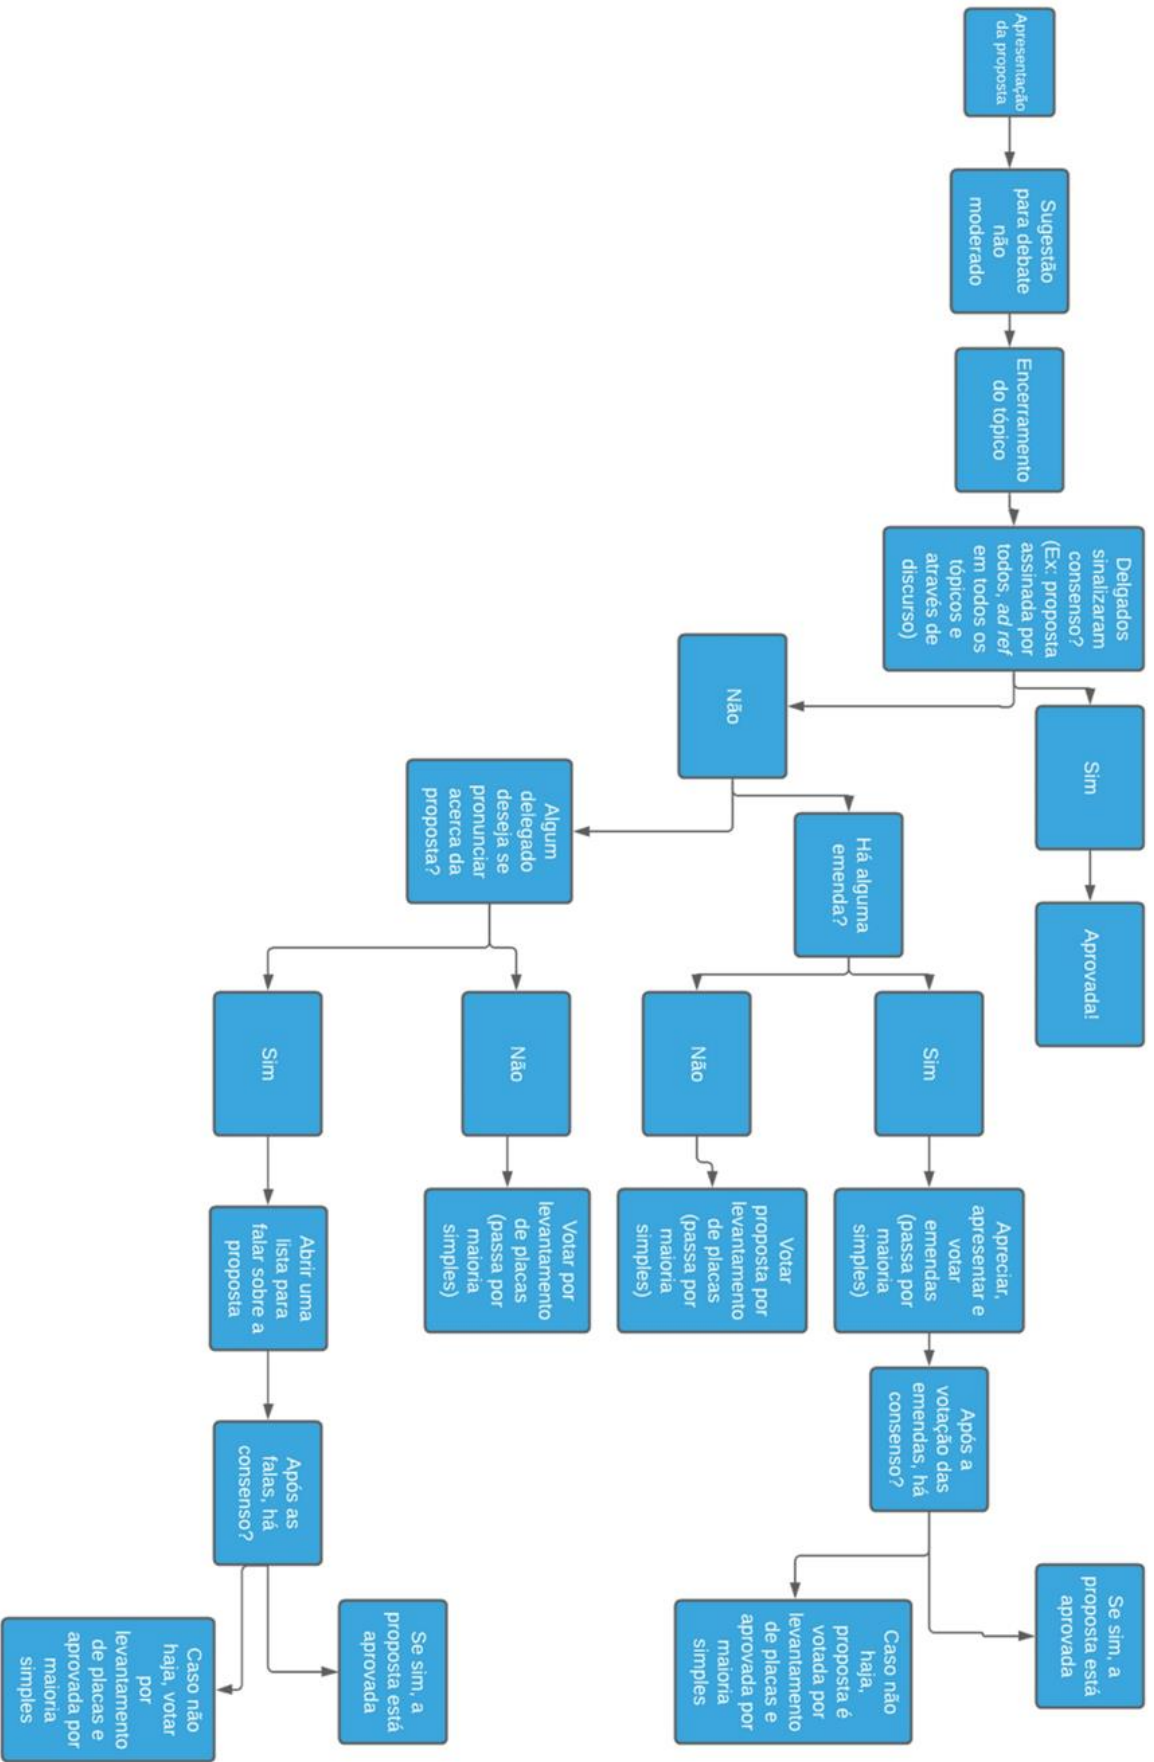 Apresentação
da proposta
Sugestão
para debate
não
moderado
Encerramento
do tópico
Delgados
sinalizaram
consenso?
(Ex: proposta
assinada por
todos, ad ref
em todos os
tópicos e
através de
discurso)
Sim
Aprovada!
Não
Há alguma
emenda?
Sim
Apreciar,
apresentar e
votar
emendas
(passa por
maioria
simples)
Após a
votação das
emendas, há
consenso?
Se sim, a
proposta está
aprovada
Caso não
haja,
proposta é
votada por
levantamento
de placas e
aprovada por
maioria
simples
Não
Votar
proposta por
levantamento
de placas
(passa por
maioria
simples)
Algum
delegado
deseja se
pronunciar
acerca da
proposta?
Não
Votar por
levantamento
de placas
(passa por
maioria
simples)
Sim
Abrir uma
lista para
falar sobre a
proposta
Após as
falas, há
consenso?
Se sim, a
proposta está
aprovada
Caso não
haja, votar
por
levantamento
de placas e
aprovada por
maioria
simples